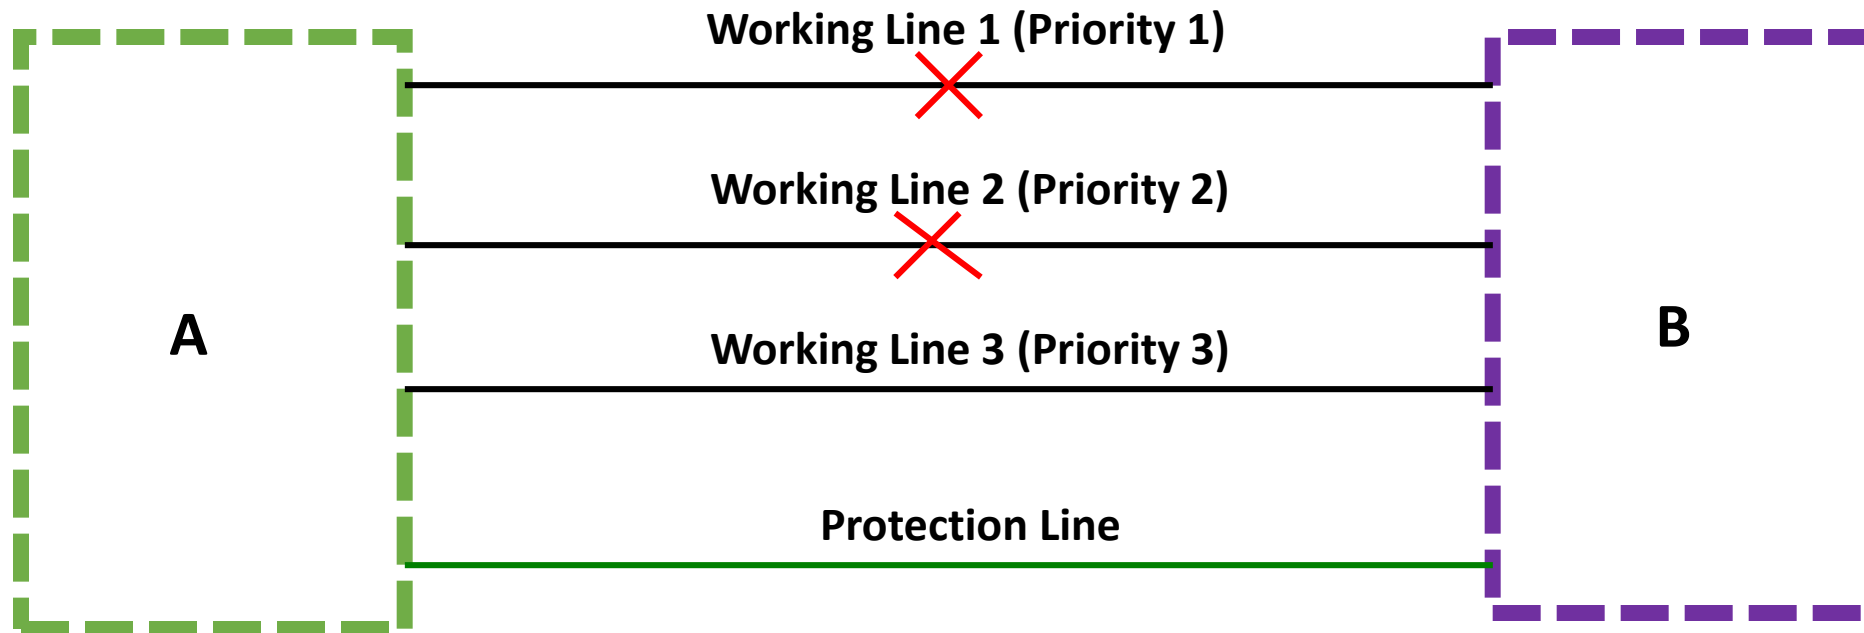 Working Line 1 (Priority 1)
Working Line 2 (Priority 2)
A
B
Working Line 3 (Priority 3)
Protection Line